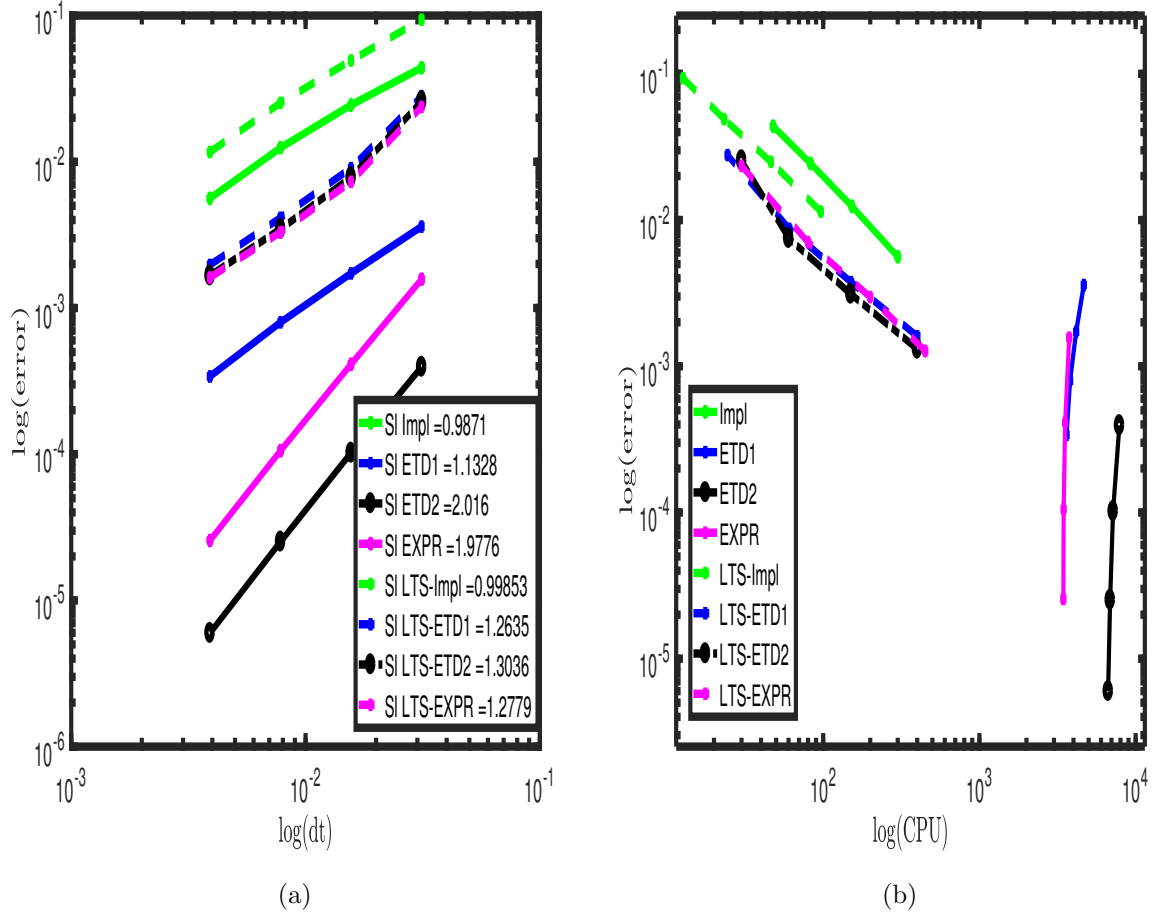 10^-1
10^-2
10^-3
10^-4
10^-5
10^-6
log(error)
SI Impl =0.9871
SI ETD1 =1.1328
SI ETD2 =2.016
SI EXPR =1.9776
SI LTS-Impl =0.99853
SI LTS-ETD1 =1.2635
SI LTS-ETD2 =1.3036
SI LTS-EXPR =1.2779
10^-3
10^-2
10^-1
log(dt)
(a)
10^-1
10^-2
10^-3
10^-4
10^-5
log(error)
Impl
ETD1
ETD2
EXPR
LTS-Impl
LTS-ETD1
LTS-ETD2
LTS-EXPR
10^2
10^3
10^4
log(CPU)
(b)